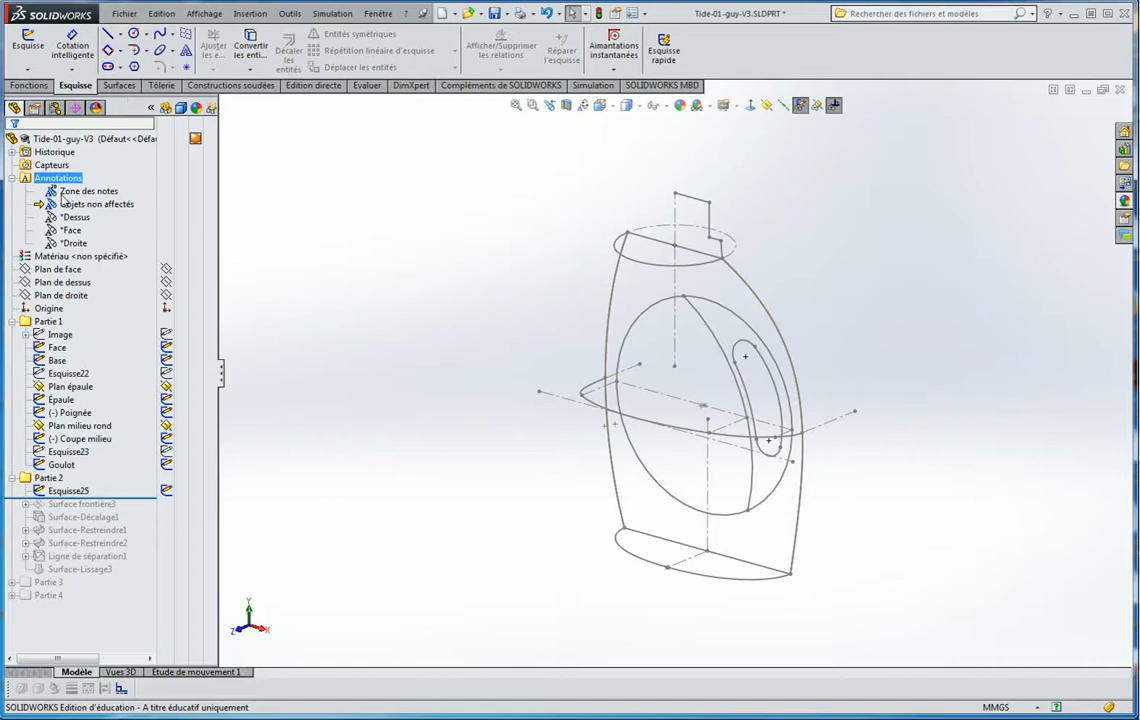 SOLIDWORKS Fichier Edition Affichage Insertion Outils Simulation Fenêtre ? Tide-01-guy-V3.SLDPRT * Rechercher des fichiers et modèles
Esquisse Cotation intelligente Ajuster les e... Convertir les enti... Décaler les entités Entités symétriques Afficher/Supprimer les relations Réparer l'esquisse Aimantations instantanées Esquisse rapide
Répétition linéaire d'esquisse
Déplacer les entités
Fonctions Esquisse Surfaces Tôlerie Constructions soudées Edition directe Evaluer DimXpert Compléments de SOLIDWORKS Simulation SOLIDWORKS MBD
Tide-01-guy-V3 (Défaut<<Défa
Historique
Capteurs
Annotations
Zone des notes
jets non affectés
*Dessus
*Face
*Droite
Matériau <non spécifié>
Plan de face
Plan de dessus
Plan de droite
Origine
Partie 1
Image
Face
Base
Esquisse22
Plan épaule
Épaule
(-) Poignée
Plan milieu rond
(-) Coupe milieu
Esquisse23
Goulot
Partie 2
Esquisse25
Surface frontière3
Surface-Décalage1
Surface-Restreindre1
Surface-Restreindre2
Ligne de séparation1
Surface-Lissage3
Partie 3
Partie 4
Y
Z X
Modèle Vues 3D Etude de mouvement 1
SOLIDWORKS Edition d'éducation - A titre éducatif uniquement MMGS